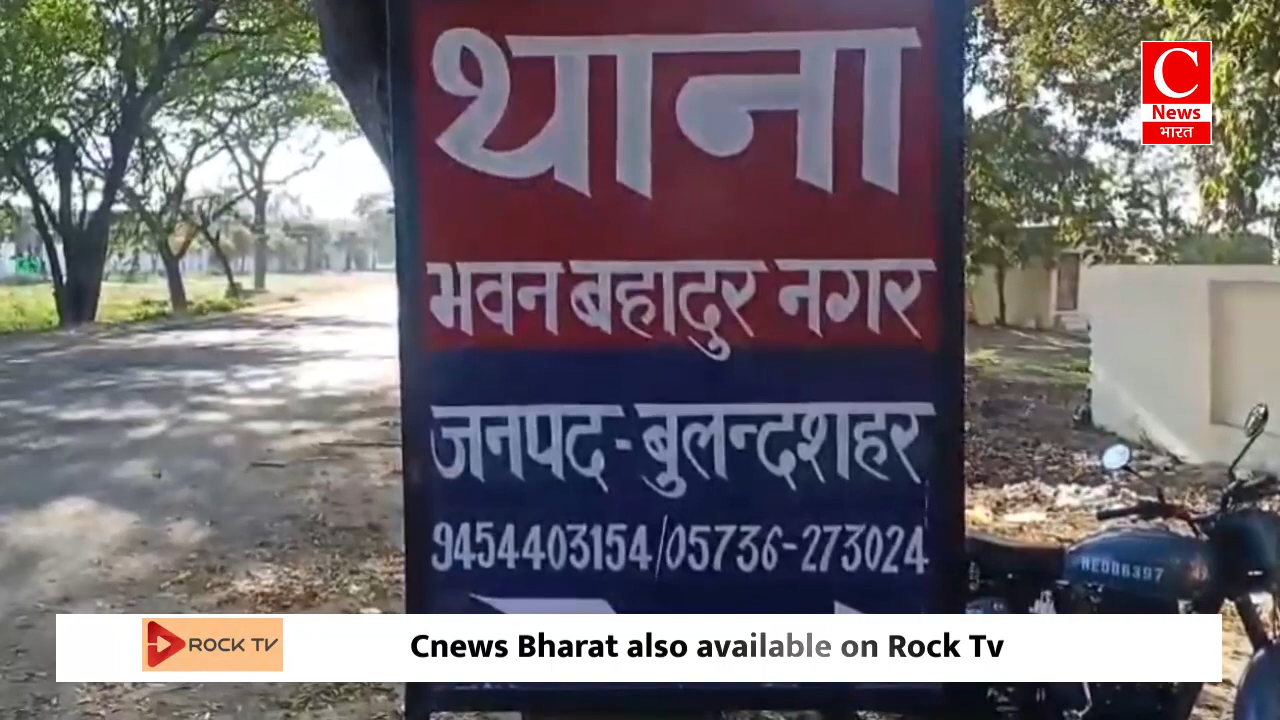 थाना
भवन बहादुर नगर
जनपद-बुलन्दशहर
9454403154/05736-273024
C
News
भारत
ROCK TV
Cnews Bharat also available on Rock Tv